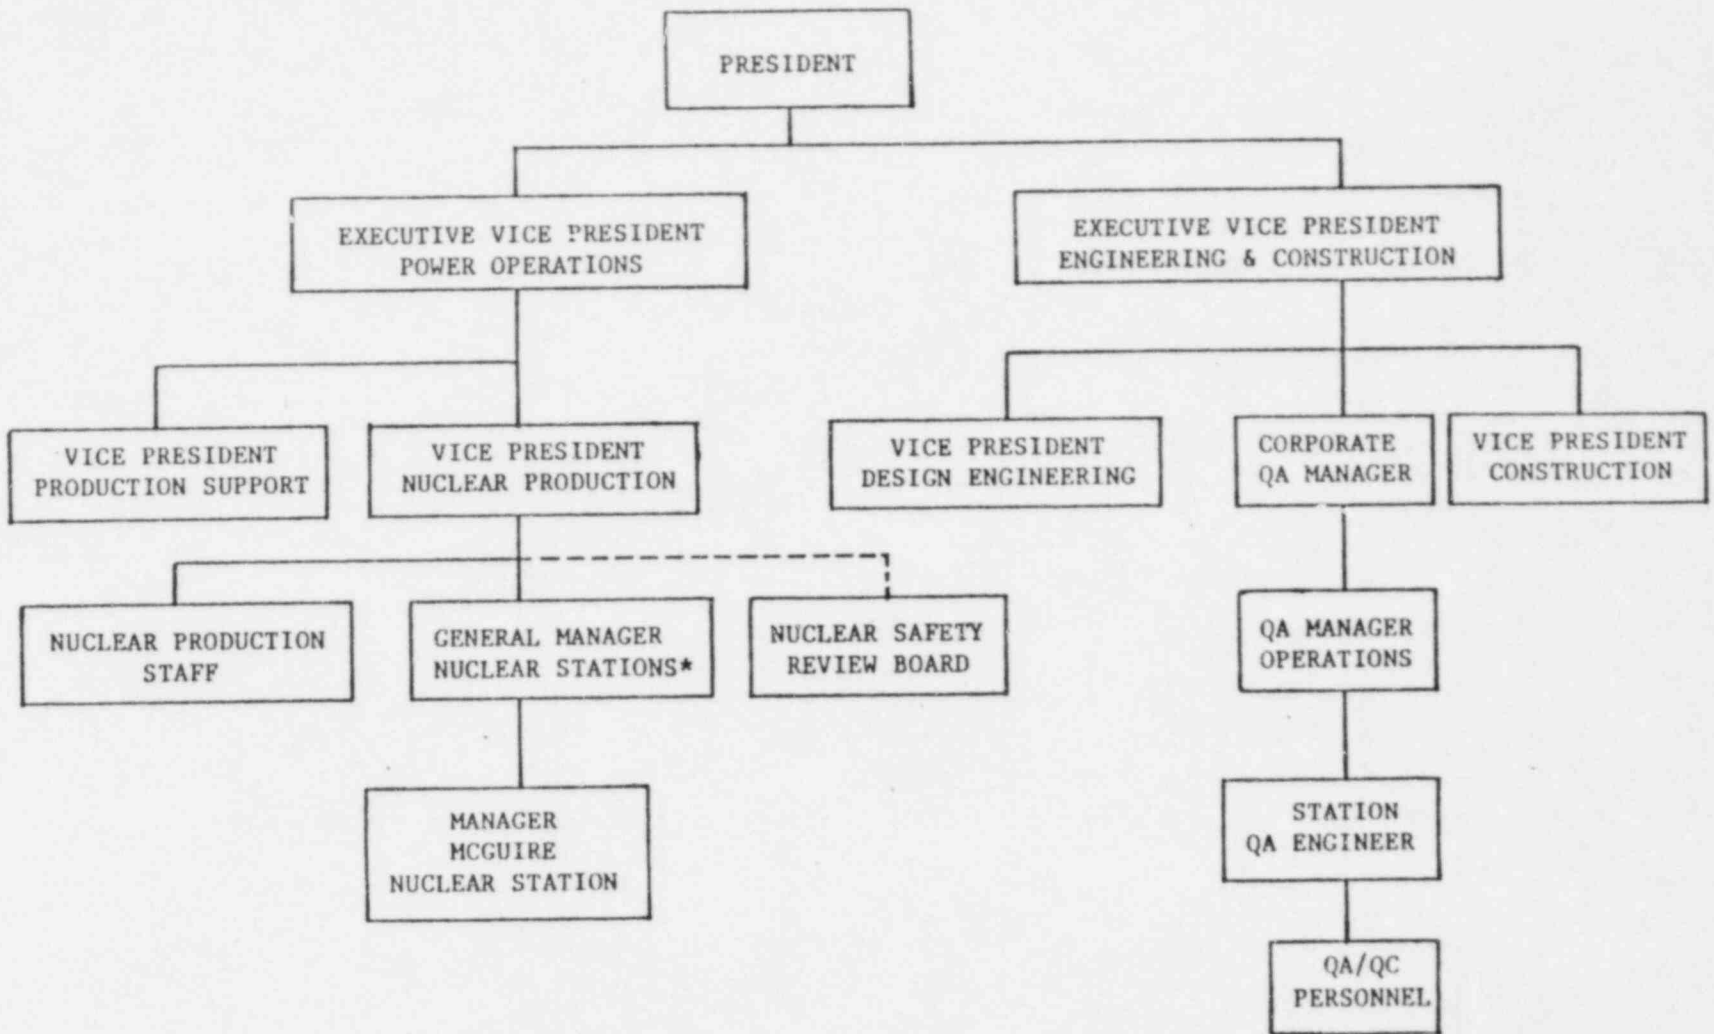 PRESIDENT
EXECUTIVE VICE PRESIDENT
POWER OPERATIONS
EXECUTIVE VICE PRESIDENT
ENGINEERING & CONSTRUCTION
VICE PRESIDENT
PRODUCTION SUPPORT
VICE PRESIDENT
NUCLEAR PRODUCTION
VICE PRESIDENT
DESIGN ENGINEERING
CORPORATE
QA MANAGER
VICE PRESIDENT
CONSTRUCTION
NUCLEAR PRODUCTION
STAFF
GENERAL MANAGER
NUCLEAR STATIONS*
NUCLEAR SAFETY
REVIEW BOARD
QA MANAGER
OPERATIONS
MANAGER
MCGUIRE
NUCLEAR STATION
STATION
QA ENGINEER
QA/QC
PERSONNEL